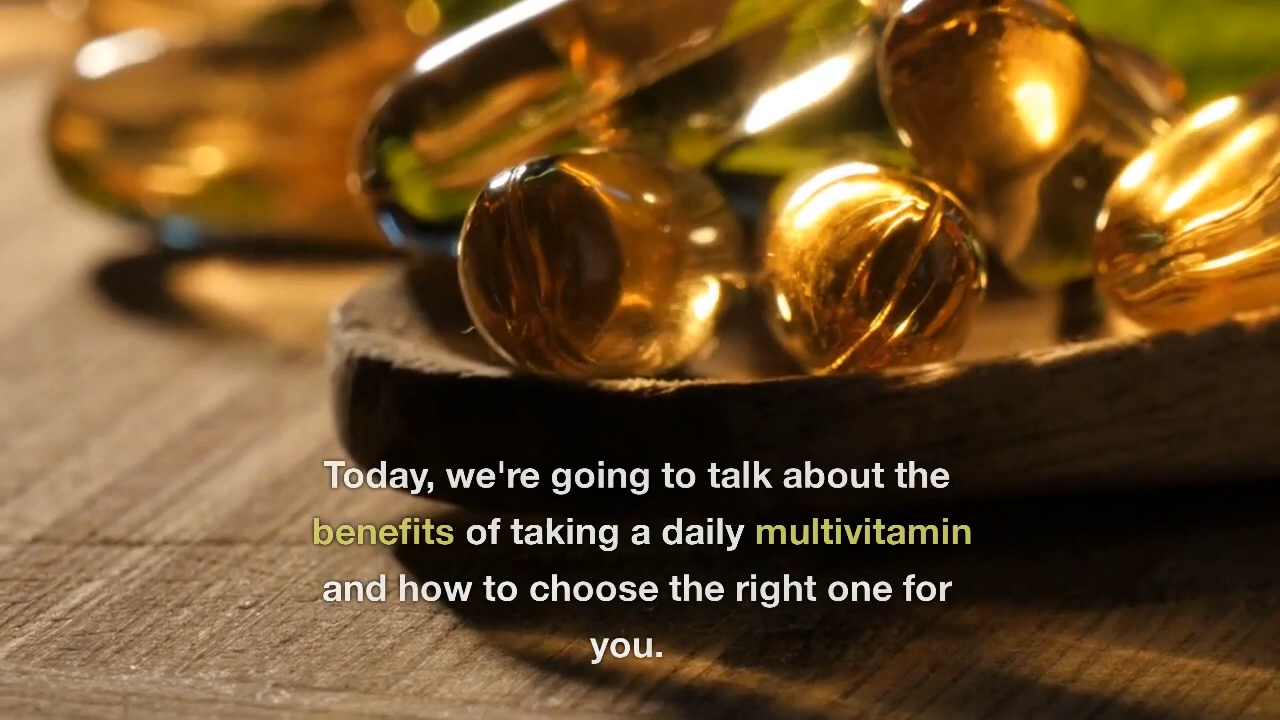 Today, we're going to talk about the
benefits of taking a daily multivitamin
and how to choose the right one for
you.